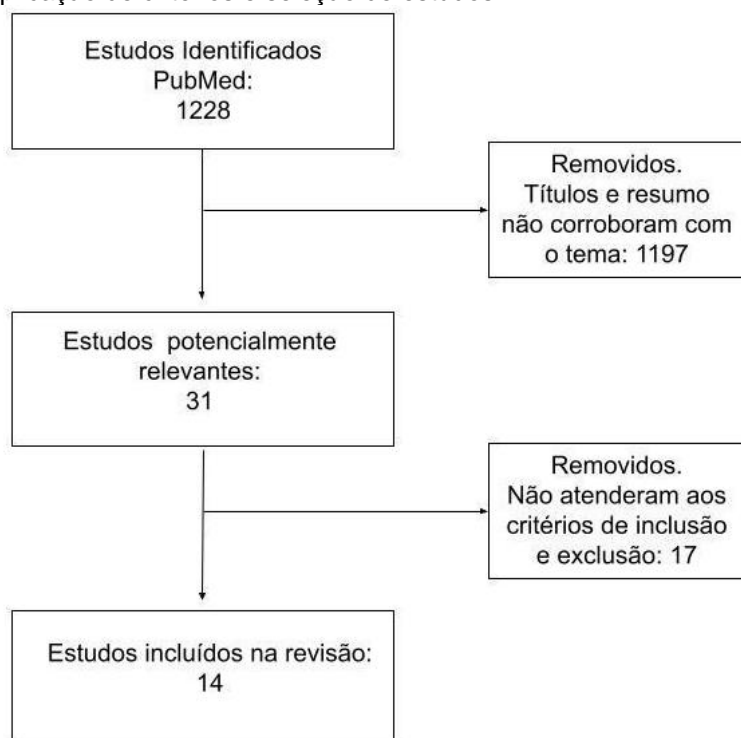 Estudos Identificados
PubMed:
1228
Removidos.
Títulos e resumo
não corroboram com
o tema: 1197
Estudos potencialmente
relevantes:
31
Removidos.
Não atenderam aos
critérios de inclusão
e exclusão: 17
Estudos incluídos na revisão:
14